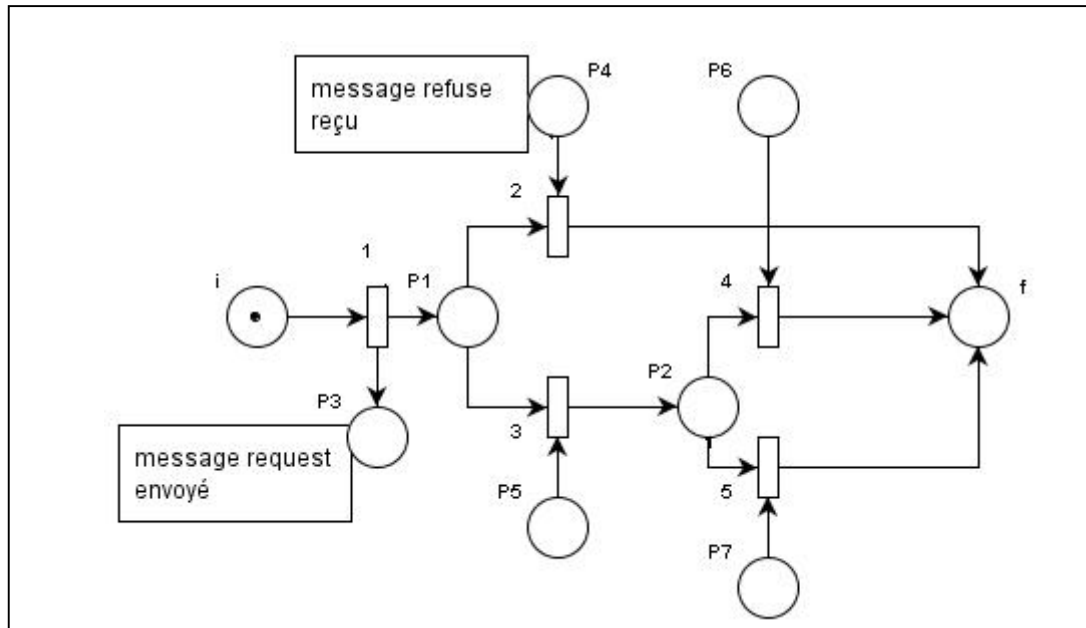 message refuse
reçu
P4
P6
2
1
i
P1
4
f
P2
P3
3
message request
envoyé
P5
5
P7